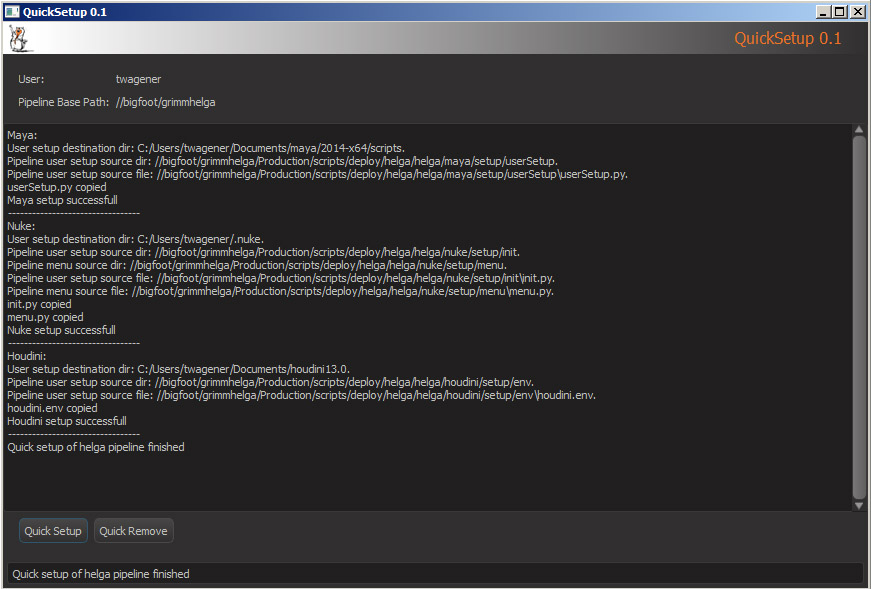 QuickSetup 0.1
QuickSetup 0.1
User: twagener
Pipeline Base Path: //bigfoot/grimmhelga
Maya:
User setup destination dir: C:/Users/twagener/Documents/maya/2014-x64/scripts.
Pipeline user setup source dir: //bigfoot/grimmhelga/Production/scripts/deploy/helga/helga/maya/setup/userSetup.
Pipeline user setup source file: //bigfoot/grimmhelga/Production/scripts/deploy/helga/helga/maya/setup/userSetup\userSetup.py.
userSetup.py copied
Maya setup successfull
---------------------------------
Nuke:
User setup destination dir: C:/Users/twagener/.nuke.
Pipeline user setup source dir: //bigfoot/grimmhelga/Production/scripts/deploy/helga/helga/nuke/setup/init.
Pipeline menu source dir: //bigfoot/grimmhelga/Production/scripts/deploy/helga/helga/nuke/setup/menu.
Pipeline user setup source file: //bigfoot/grimmhelga/Production/scripts/deploy/helga/helga/nuke/setup/init\init.py.
Pipeline menu source file: //bigfoot/grimmhelga/Production/scripts/deploy/helga/helga/nuke/setup/menu\menu.py.
init.py copied
menu.py copied
Nuke setup successfull
---------------------------------
Houdini:
User setup destination dir: C:/Users/twagener/Documents/houdini13.0.
Pipeline user setup source dir: //bigfoot/grimmhelga/Production/scripts/deploy/helga/helga/houdini/setup/env.
Pipeline user setup source file: //bigfoot/grimmhelga/Production/scripts/deploy/helga/helga/houdini/setup/env\houdini.env.
houdini.env copied
Houdini setup successfull
---------------------------------
Quick setup of helga pipeline finished
Quick Setup Quick Remove
Quick setup of helga pipeline finished